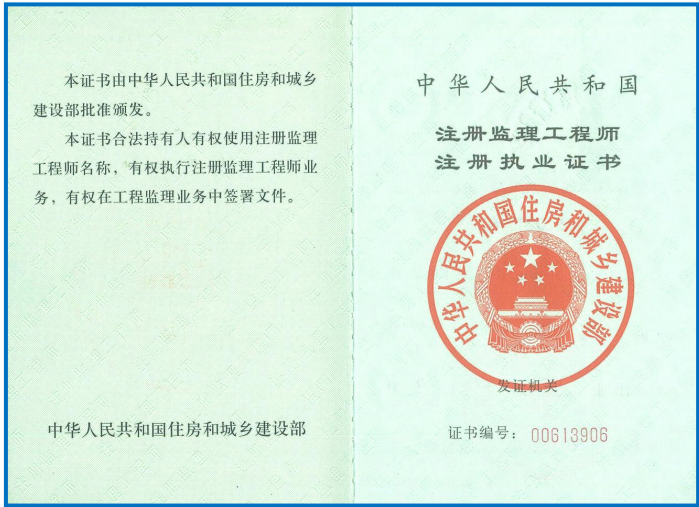 本证书由中华人民共和国住房和城乡
建设部批准颁发。
本证书合法持有人有权使用注册监理
工程师名称，有权执行注册监理工程师业
务，有权在工程监理业务中签署文件。
中华人民共和国住房和城乡建设部
中华人民共和国
注册监理工程师
注册执业证书
中华人民共和国住房和城乡建设部
发证机关
证书编号：00613906